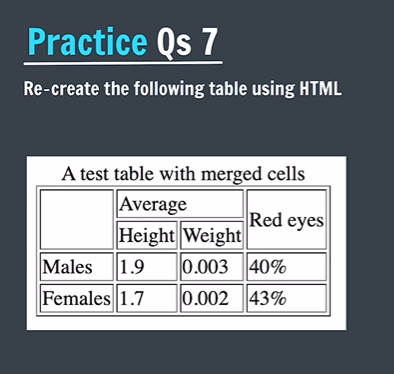 Practice Qs 7
Re-create the following table using HTML
A test table with merged cells
Average
Red eyes
Height Weight
Males 1.9 0.003 40%
Females 1.7 0.002 43%